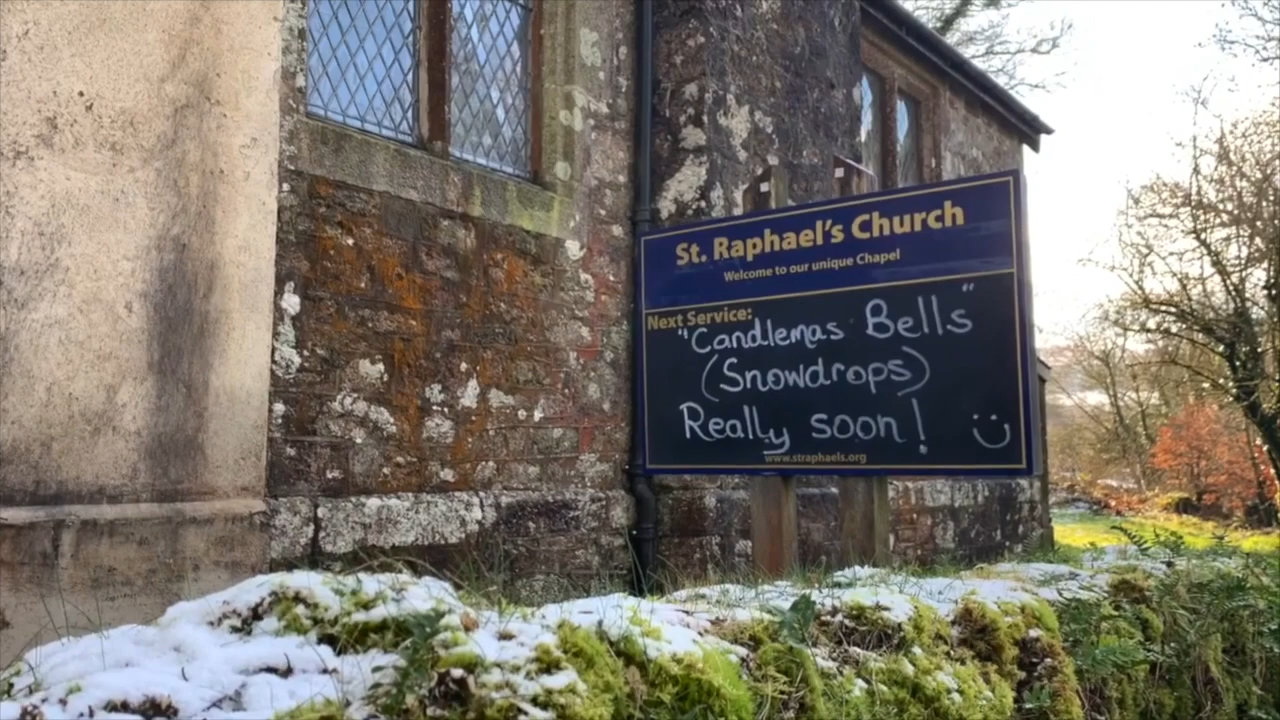 St. Raphael's Church
Welcome to our unique Chapel
Next Service:
"Candlemas Bells"
(Snowdrops)
Really soon! :)
www.straphaels.org